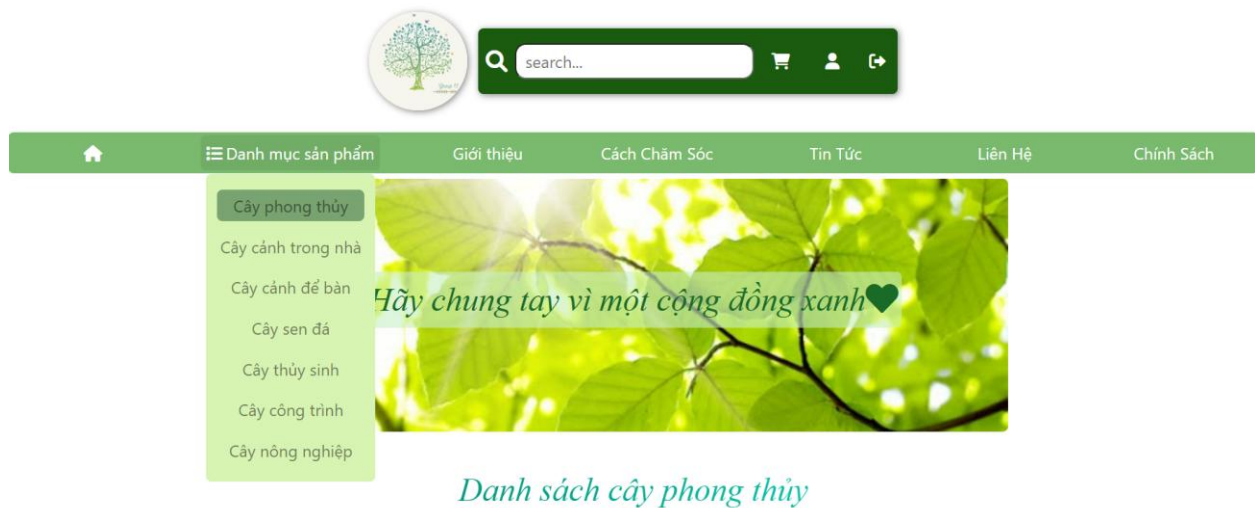 search...
Danh mục sản phẩm
Giới thiệu
Cách Chăm Sóc
Tin Tức
Liên Hệ
Chính Sách
Cây phong thủy
Cây cảnh trong nhà
Cây cảnh để bàn
Cây sen đá
Cây thủy sinh
Cây công trình
Cây nông nghiệp
Hãy chung tay vì một cộng đồng xanh
Danh sách cây phong thủy